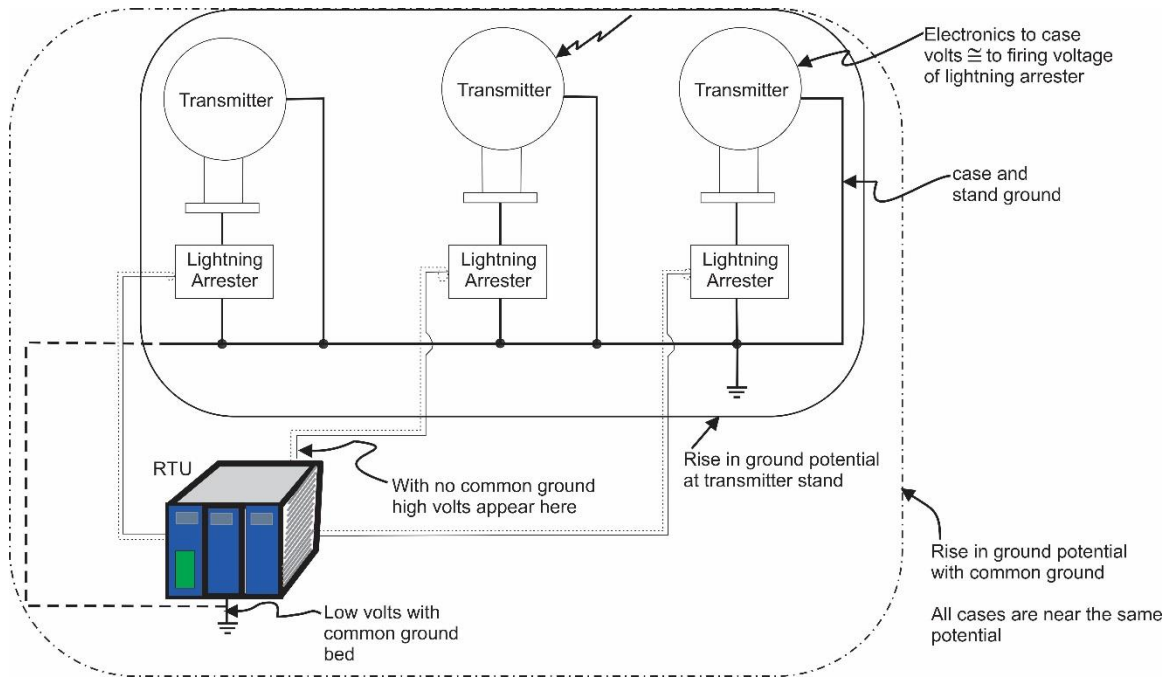 Transmitter
Transmitter
Transmitter
Electronics to case
volts ≅ to firing voltage
of lightning arrester
case and
stand ground
Lightning
Arrester
Lightning
Arrester
Lightning
Arrester
RTU
With no common ground
high volts appear here
Rise in ground potential
at transmitter stand
Rise in ground potential
with common ground
All cases are near the same
potential
Low volts with
common ground
bed